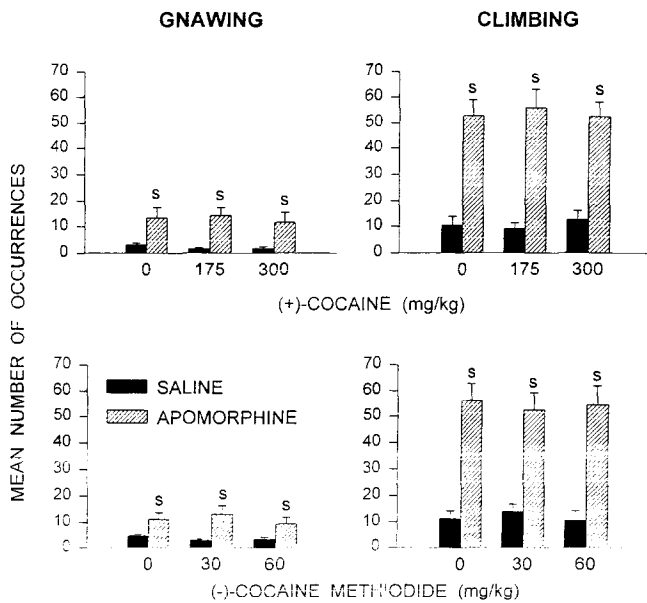 GNAWING CLIMBING
70 70
60 60
50 50
40 40
30 30
20 20
10 10
0 0
S S S S S S
0 175 300 0 175 300
(+)-COCAINE (mg/kg)
MEAN NUMBER OF OCCURRENCES
70 70
60 60
50 50
40 40
30 30
20 20
10 10
0 0
SALINE
APOMORPHINE
S S S S S S
0 30 60 0 30 60
(-)-COCAINE METHIODIDE (mg/kg)